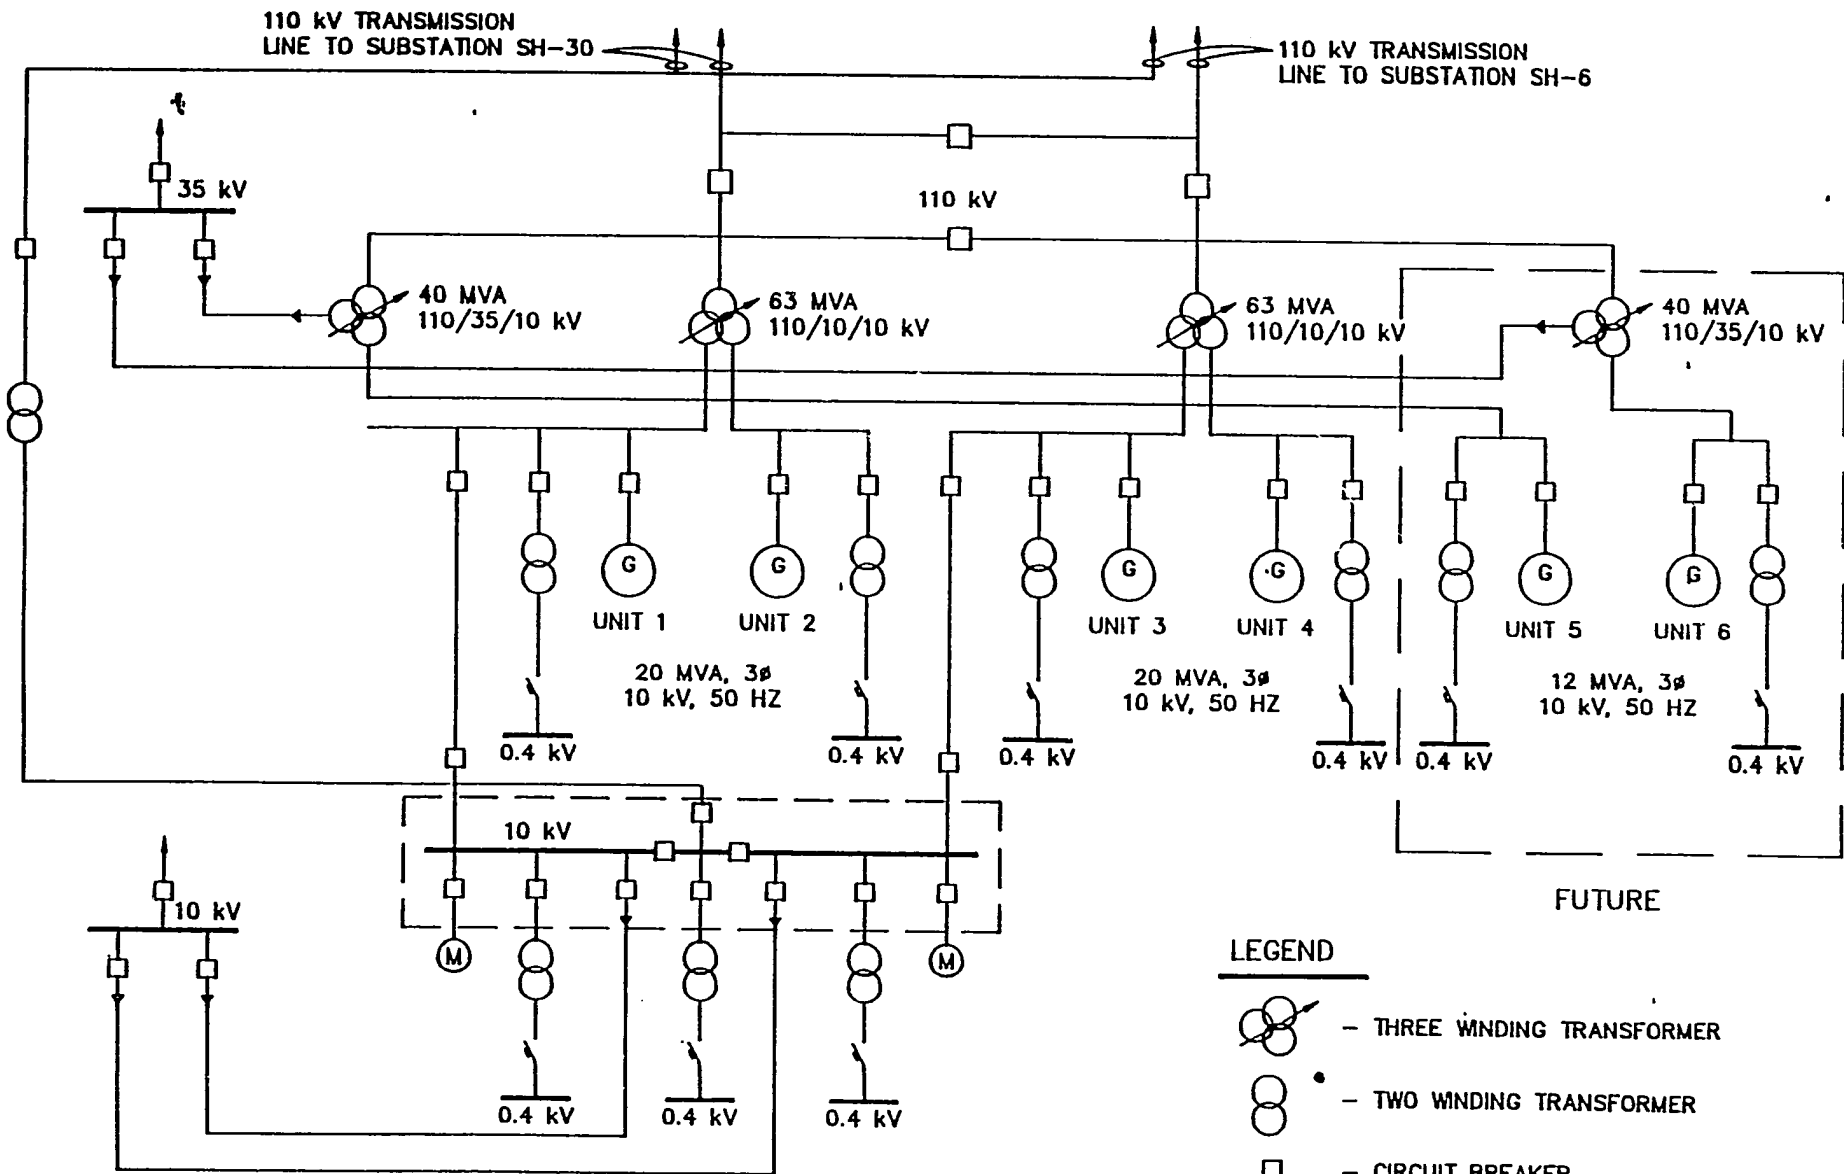 110 kV TRANSMISSION
LINE TO SUBSTATION SH-30
110 kV TRANSMISSION
LINE TO SUBSTATION SH-6
35 kV
110 kV
40 MVA
110/35/10 kV
63 MVA
110/10/10 kV
63 MVA
110/10/10 kV
40 MVA
110/35/10 kV
G
G
G
G
G
G
UNIT 1
UNIT 2
UNIT 3
UNIT 4
UNIT 5
UNIT 6
20 MVA, 3ø
10 kV, 50 HZ
20 MVA, 3ø
10 kV, 50 HZ
12 MVA, 3ø
10 kV, 50 HZ
0.4 kV
0.4 kV
0.4 kV
0.4 kV
0.4 kV
0.4 kV
10 kV
10 kV
FUTURE
M
M
0.4 kV
0.4 kV
0.4 kV
LEGEND
- THREE WINDING TRANSFORMER
- TWO WINDING TRANSFORMER
- CIRCUIT BREAKER